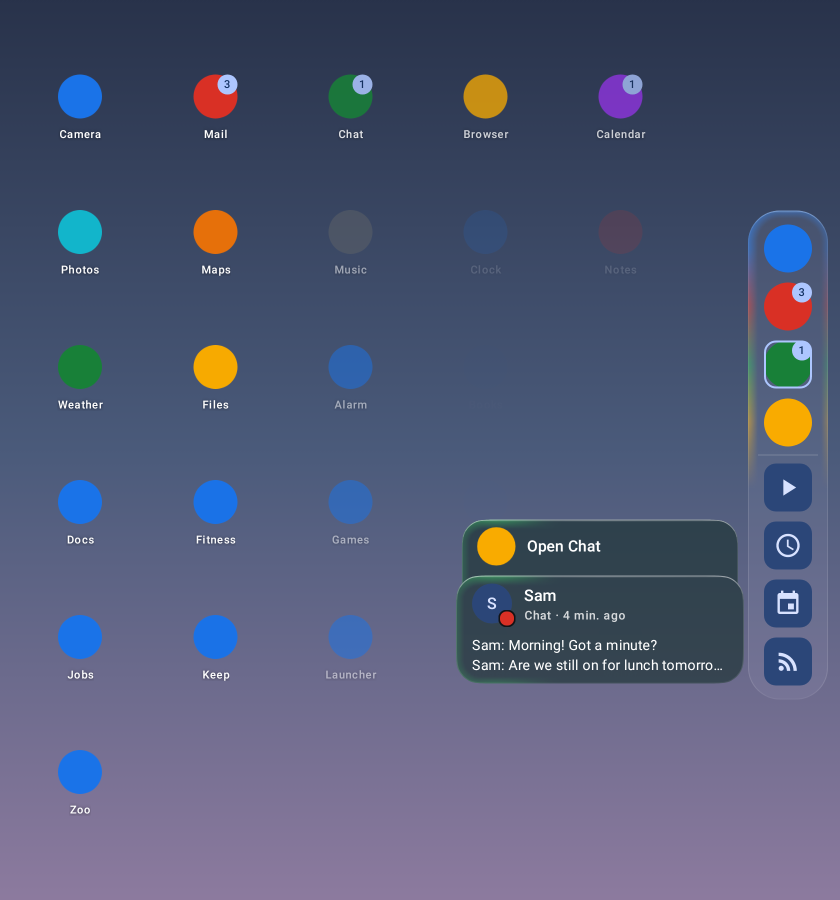 3
1
1
Camera
Mail
Chat
Browser
Calendar
Photos
Maps
Music
Clock
Notes
3
1
Weather
Files
Alarm
Docs
Fitness
Games
Open Chat
S
Sam
Chat · 4 min. ago
Sam: Morning! Got a minute?
Sam: Are we still on for lunch tomorro…
Jobs
Keep
Launcher
Zoo